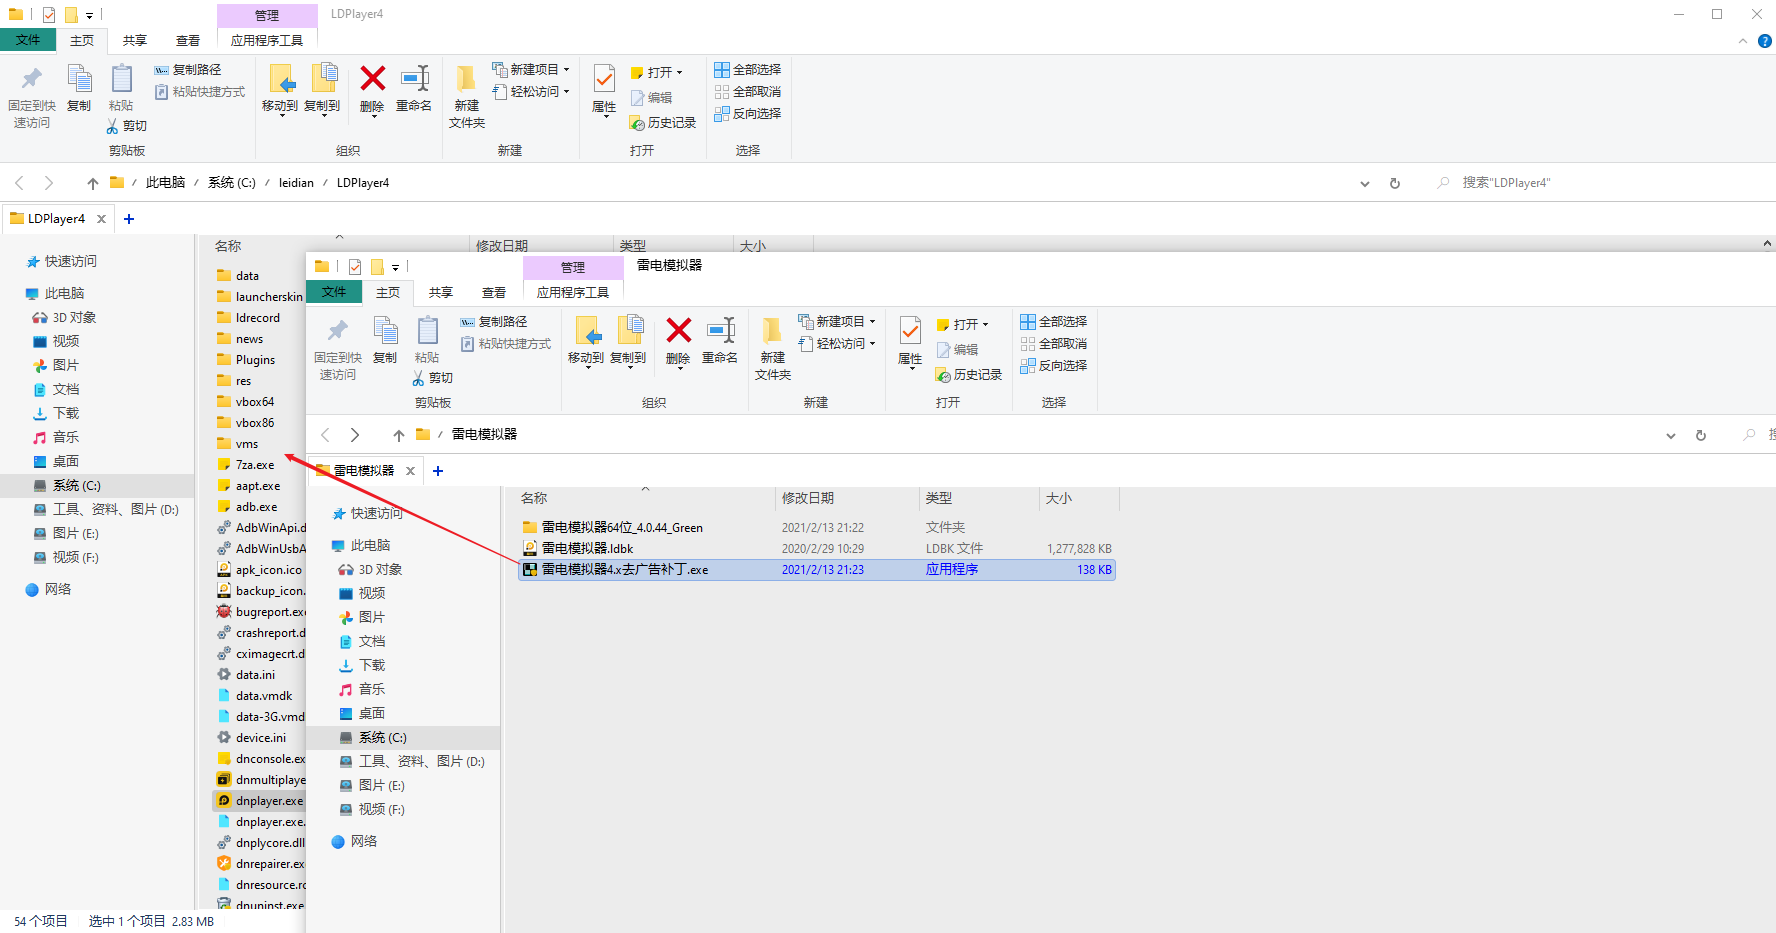 管理
LDPlayer4
文件
主页
共享
查看
应用程序工具
固定到快
速访问
复制
粘贴
复制路径
粘贴快捷方式
剪切
剪贴板
移动到
复制到
删除
重命名
组织
新建
文件夹
新建项目
轻松访问
新建
属性
打开
编辑
历史记录
打开
全部选择
全部取消
反向选择
选择
/ 此电脑 / 系统 (C:) / leidian / LDPlayer4
搜索"LDPlayer4"
LDPlayer4
名称
修改日期
类型
大小
快速访问
此电脑
3D 对象
视频
图片
文档
下载
音乐
桌面
系统 (C:)
工具、资料、图片 (D:)
图片 (E:)
视频 (F:)
网络
data
launcherskin
ldrecord
news
Plugins
res
vbox64
vbox86
vms
7za.exe
aapt.exe
adb.exe
AdbWinApi.d
AdbWinUsbA
apk_icon.ico
backup_icon.
bugreport.exe
crashreport.d
cximagecrt.d
data.ini
data.vmdk
data-3G.vmd
device.ini
dnconsole.ex
dnmultiplaye
dnplayer.exe
dnplayer.exe.
dnplycore.dll
dnrepairer.ex
dnresource.rc
dnuninst.exe
54 个项目
选中 1 个项目 2.83 MB
管理
雷电模拟器
文件
主页
共享
查看
应用程序工具
固定到快
速访问
复制
粘贴
复制路径
粘贴快捷方式
剪切
剪贴板
移动到
复制到
删除
重命名
组织
新建
文件夹
新建项目
轻松访问
新建
属性
打开
编辑
历史记录
打开
全部选择
全部取消
反向选择
选择
/ 雷电模拟器
雷电模拟器
名称
修改日期
类型
大小
快速访问
此电脑
3D 对象
视频
图片
文档
下载
音乐
桌面
系统 (C:)
工具、资料、图片 (D:)
图片 (E:)
视频 (F:)
网络
雷电模拟器64位_4.0.44_Green 2021/2/13 21:22 文件夹
雷电模拟器.ldbk 2020/2/29 10:29 LDBK 文件 1,277,828 KB
雷电模拟器4.x去广告补丁.exe 2021/2/13 21:23 应用程序 138 KB